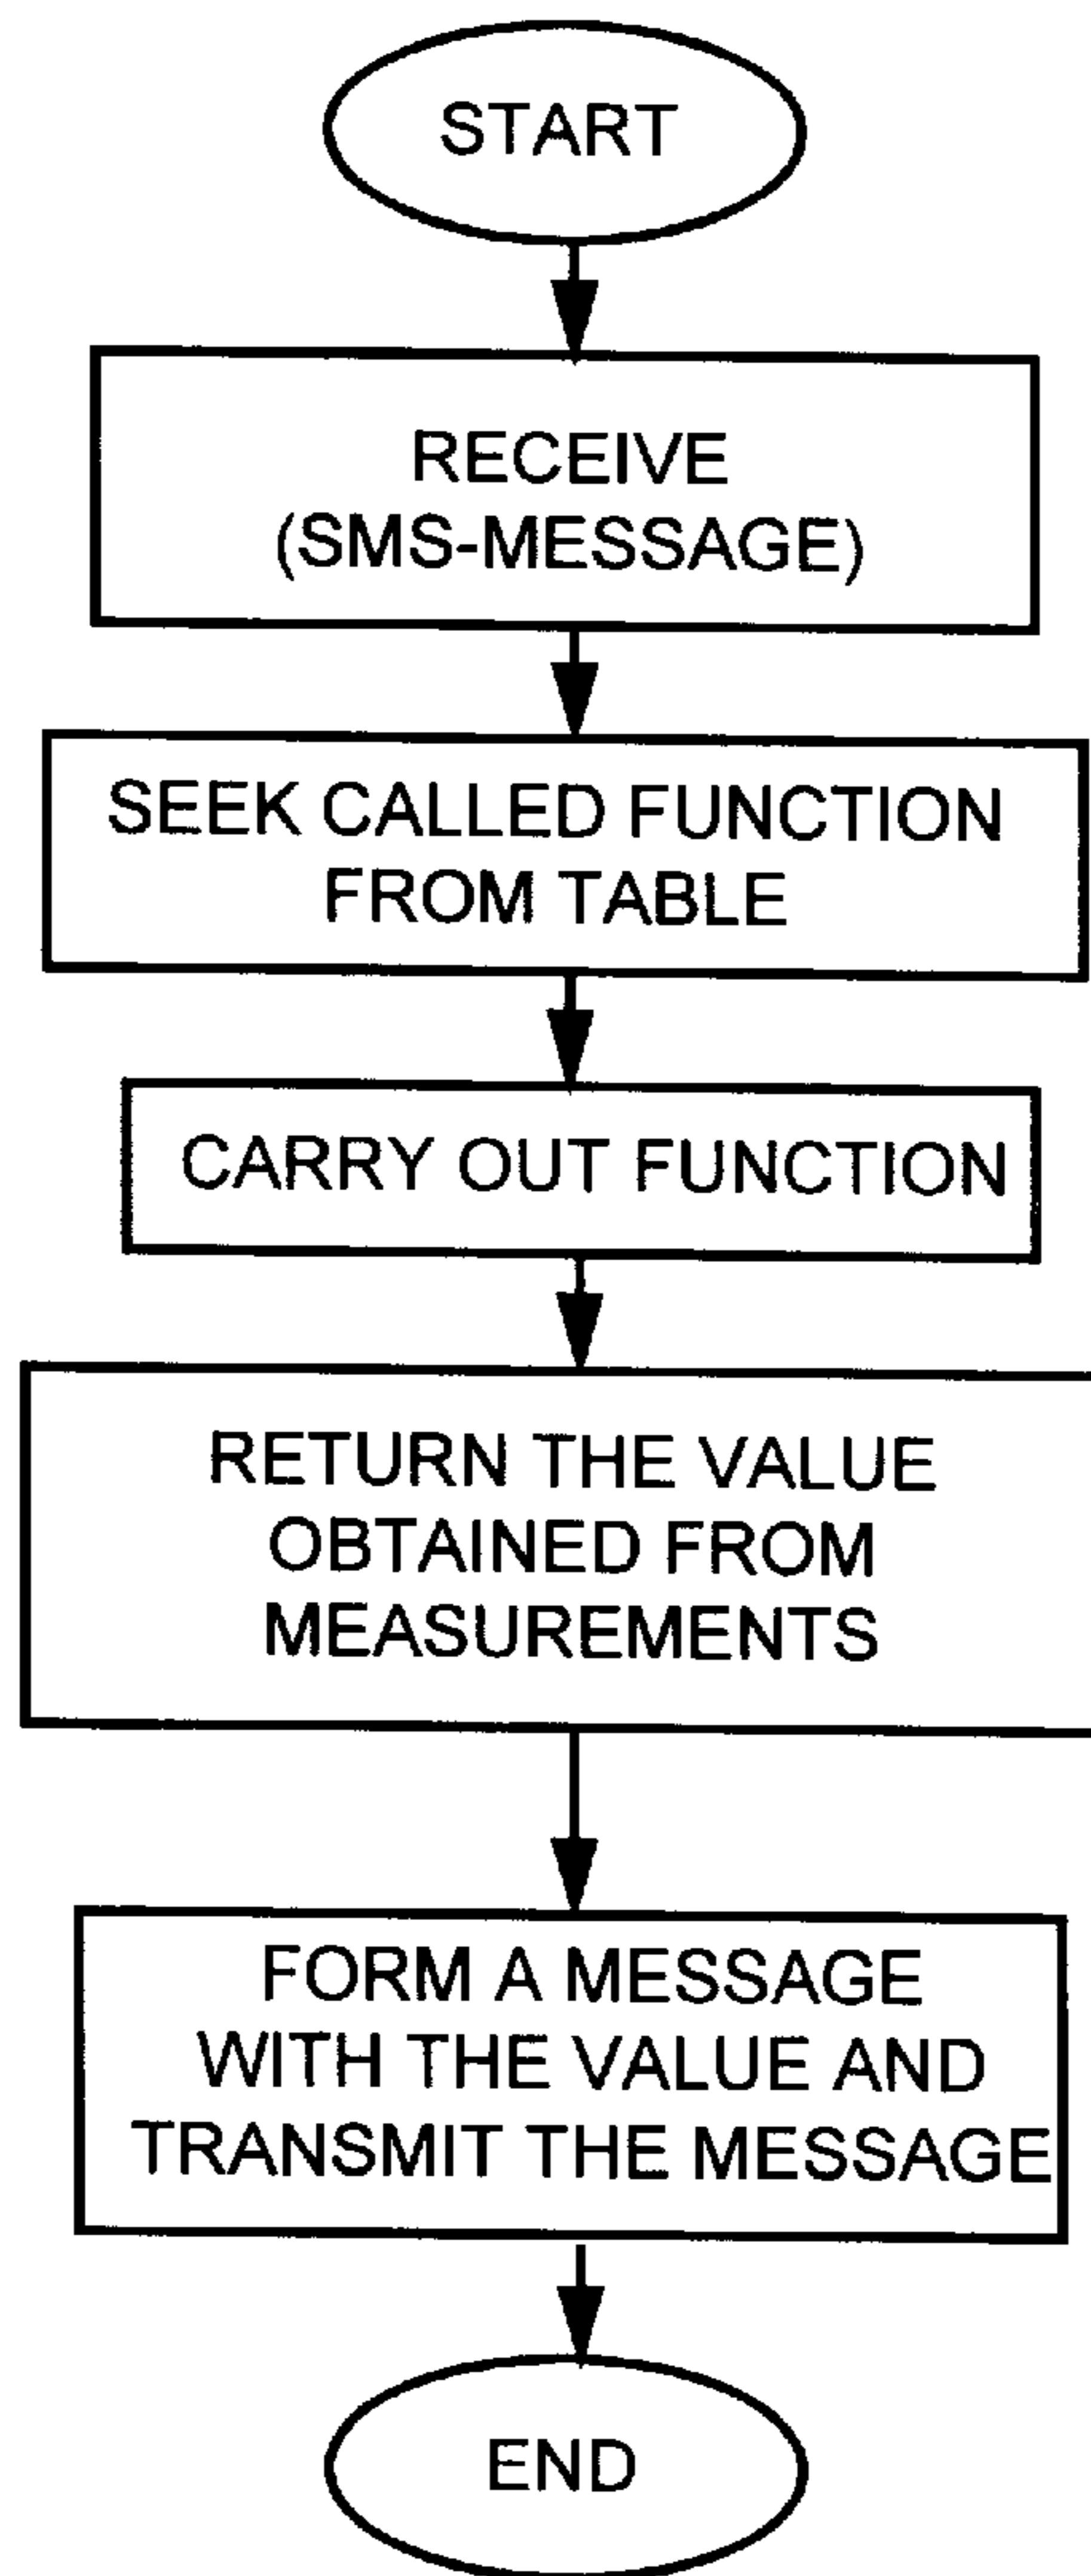 START
RECEIVE
(SMS-MESSAGE)
SEEK CALLED FUNCTION
FROM TABLE
CARRY OUT FUNCTION
RETURN THE VALUE
OBTAINED FROM
MEASUREMENTS
FORM A MESSAGE
WITH THE VALUE AND
TRANSMIT THE MESSAGE
END